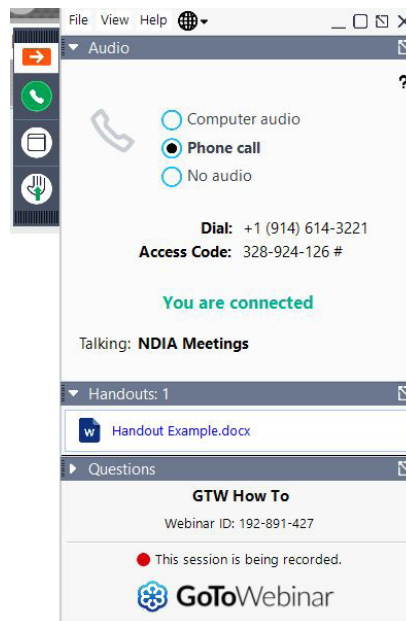 File View Help
Audio
?
Computer audio
Phone call
No audio
Dial: +1 (914) 614-3221
Access Code: 328-924-126 #
You are connected
Talking: NDIA Meetings
Handouts: 1
W Handout Example.docx
Questions
GTW How To
Webinar ID: 192-891-427
This session is being recorded.
GoToWebinar